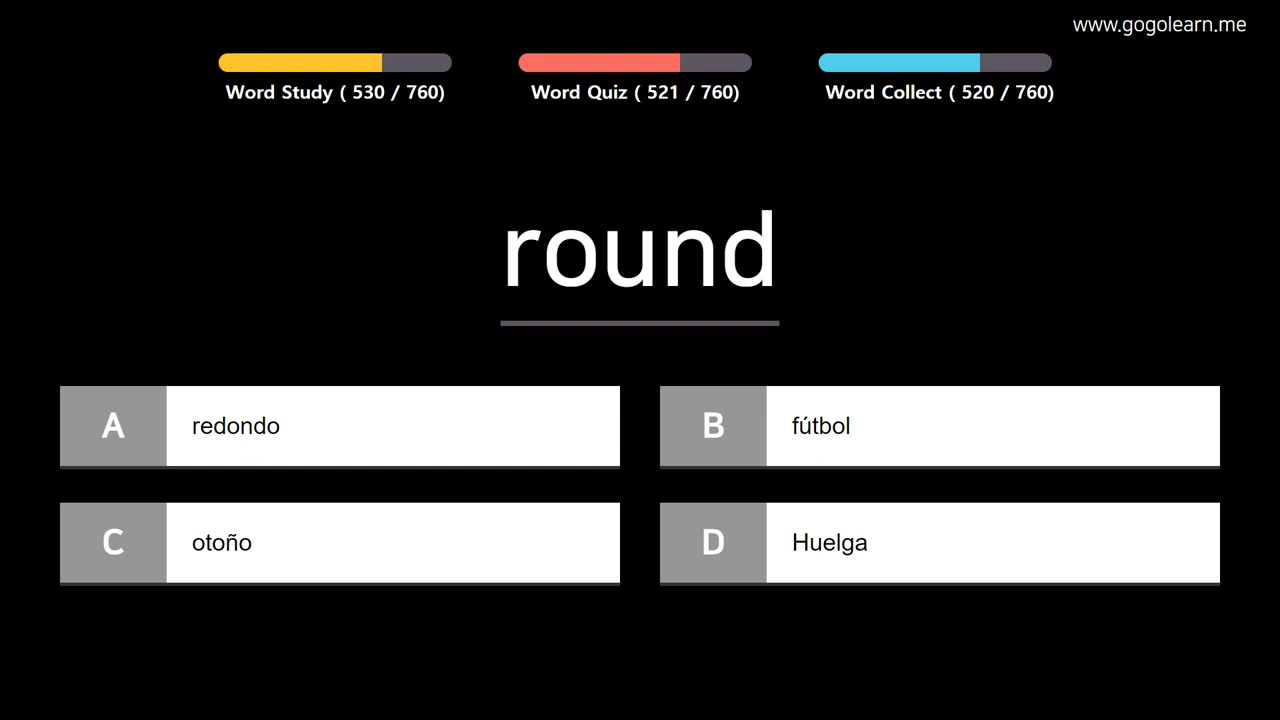 www.gogolearn.me
Word Study ( 530 / 760)
Word Quiz ( 521 / 760)
Word Collect ( 520 / 760)
round
A redondo
B fútbol
C otoño
D Huelga